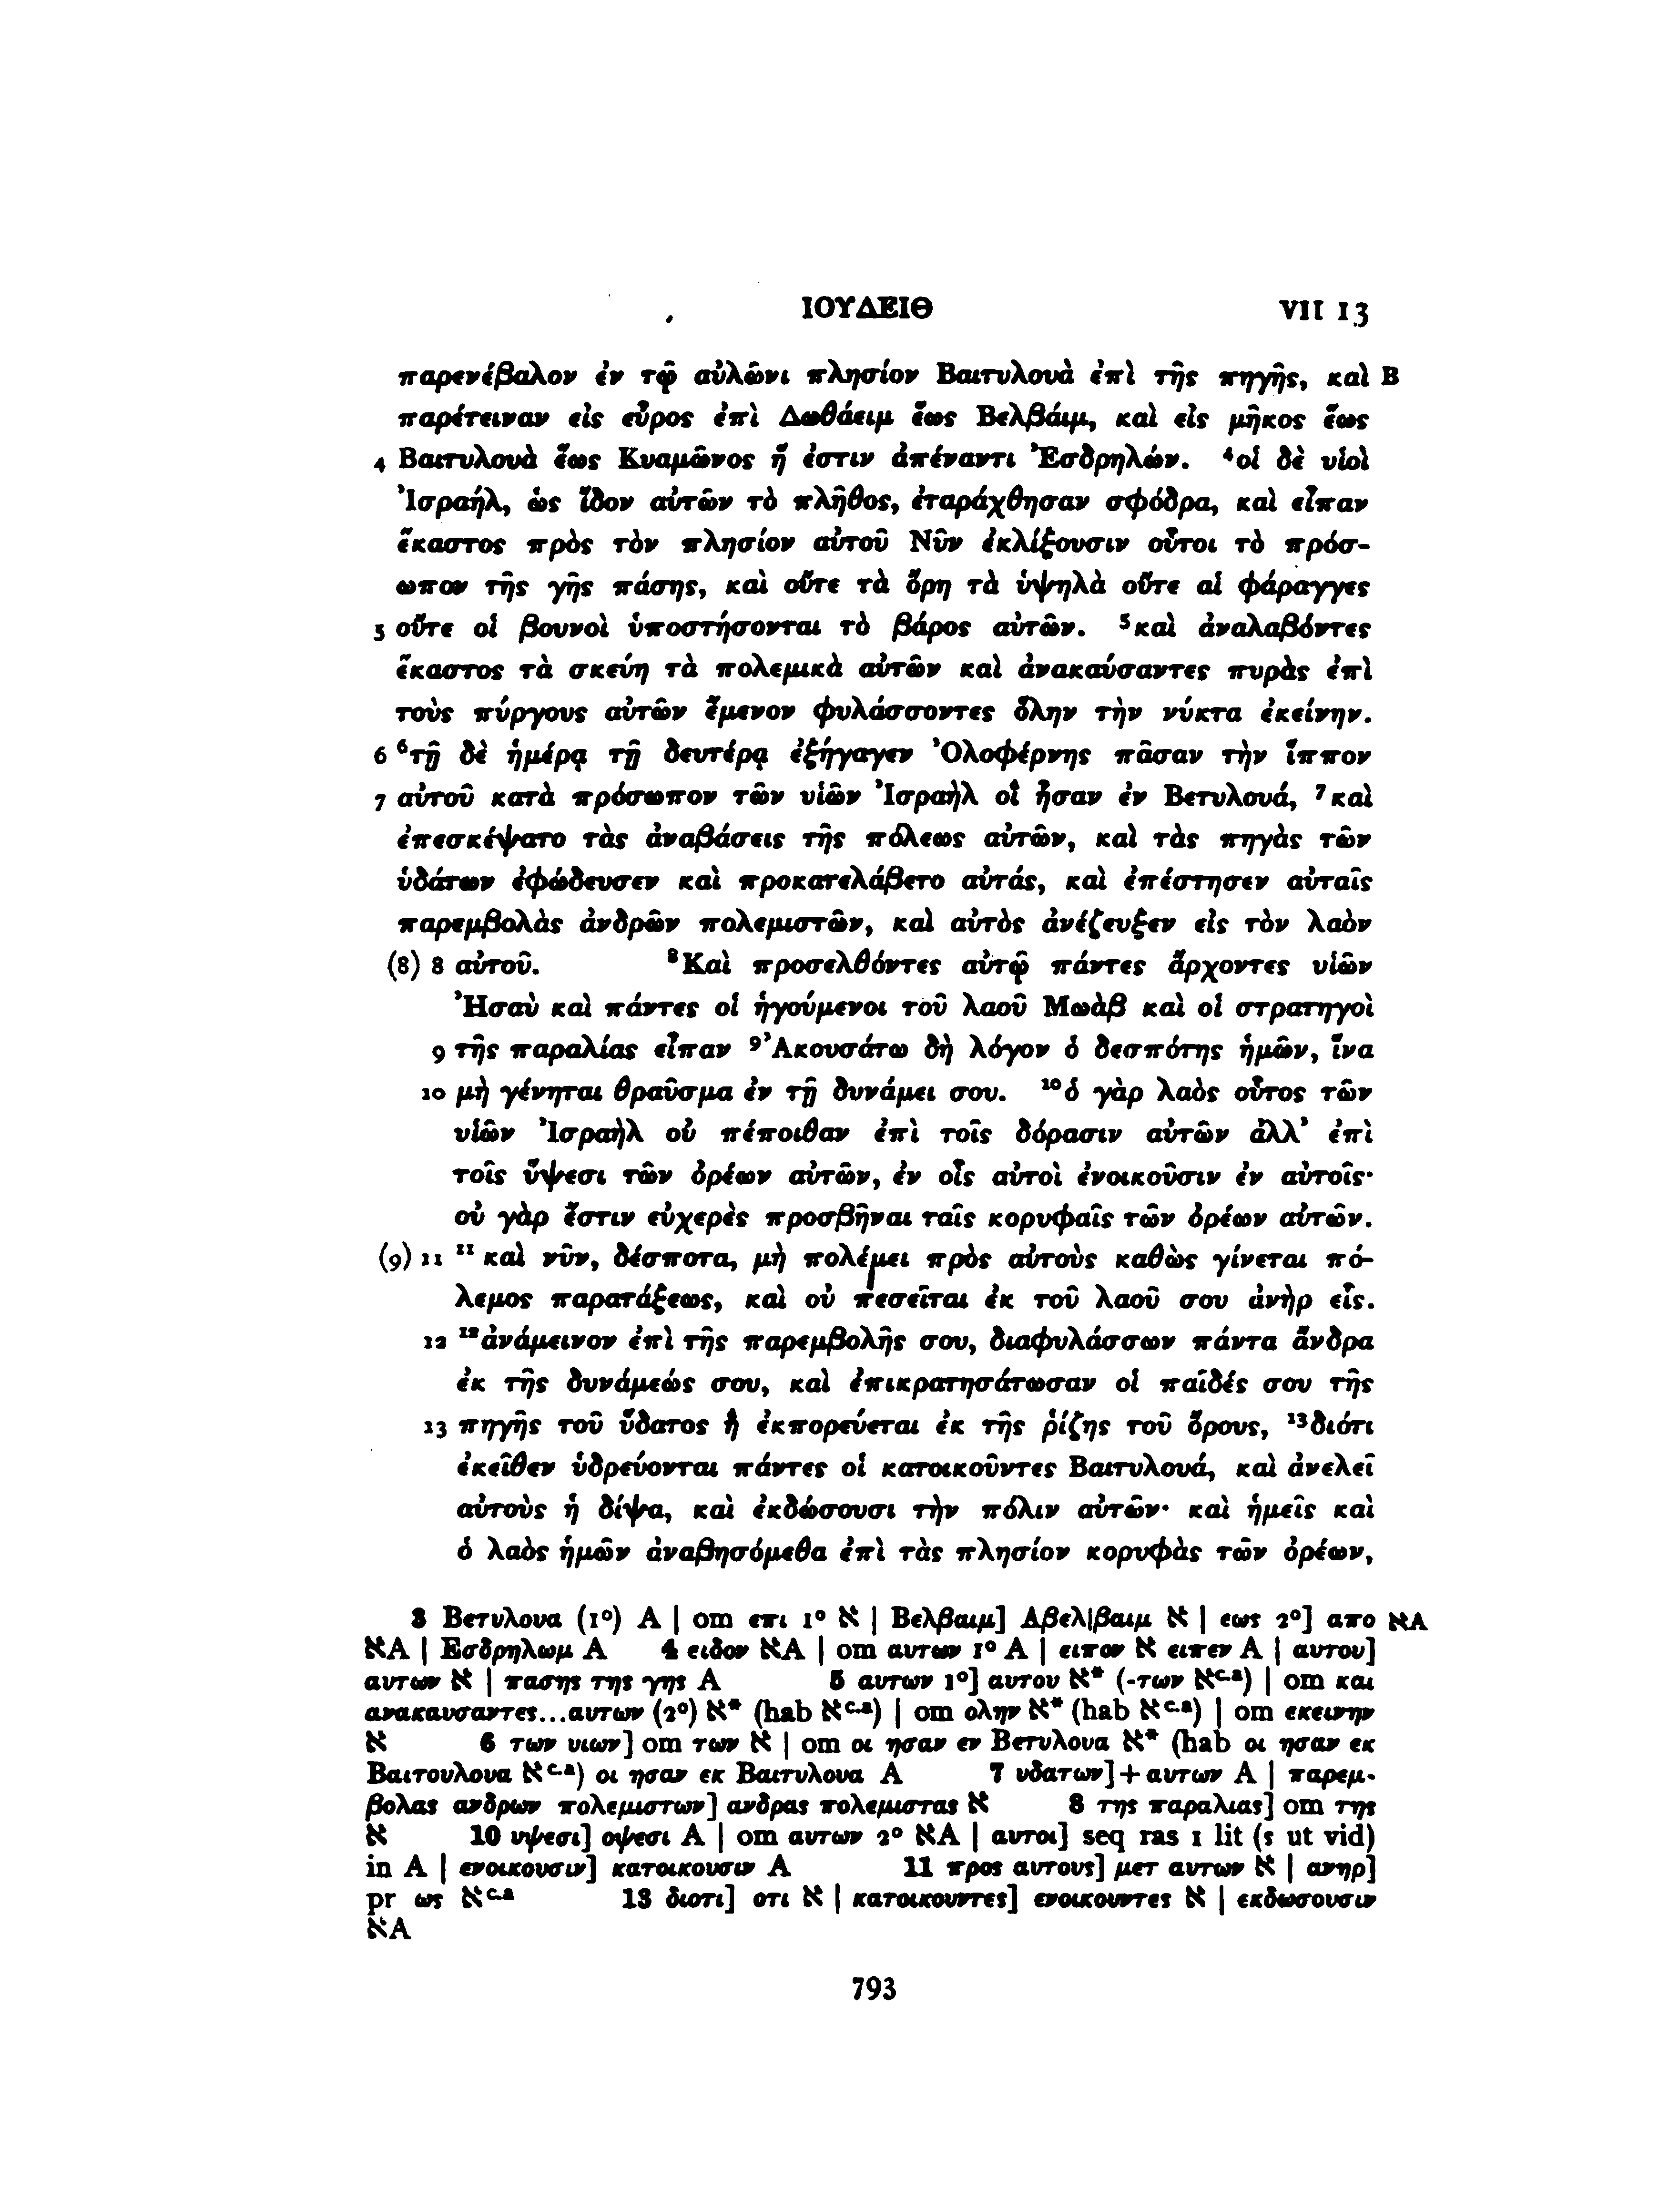 ΙΟΥΔΕΙΘ VII 13
παρενέβαλον ἐν τῷ αὐλῶνι πλησίον Βαιτυλουὰ ἐπὶ τῆς πηγῆς, καὶ B
παρέτειναν εἰς εὖρος ἐπὶ Δωθάειμ ἕως Βελβάιμ, καὶ εἰς μῆκος ἕως
4 Βαιτυλουὰ ἕως Κυαμῶνος ἥ ἐστιν ἀπέναντι Ἐσδρηλών. ⁴οἱ δὲ υἱοὶ
Ἰσραήλ, ὡς ἴδον αὐτῶν τὸ πλῆθος, ἐταράχθησαν σφόδρα, καὶ εἶπαν
ἕκαστος πρὸς τὸν πλησίον αὐτοῦ Νῦν ἐκλίξουσιν οὗτοι τὸ πρόσ-
ωπον τῆς γῆς πάσης, καὶ οὔτε τὰ ὄρη τὰ ὑψηλὰ οὔτε αἱ φάραγγες
5 οὔτε οἱ βουνοὶ ὑποστήσονται τὸ βάρος αὐτῶν. ⁵καὶ ἀναλαβόντες
ἕκαστος τὰ σκεύη τὰ πολεμικὰ αὐτῶν καὶ ἀνακαύσαντες πυρὰς ἐπὶ
τοὺς πύργους αὐτῶν ἔμενον φυλάσσοντες ὅλην τὴν νύκτα ἐκείνην.
6 ⁶τῇ δὲ ἡμέρᾳ τῇ δευτέρᾳ ἐξήγαγεν Ὀλοφέρνης πᾶσαν τὴν ἵππον
7 αὐτοῦ κατὰ πρόσωπον τῶν υἱῶν Ἰσραὴλ οἳ ἦσαν ἐν Βετυλουά, ⁷καὶ
ἐπεσκέψατο τὰς ἀναβάσεις τῆς πόλεως αὐτῶν, καὶ τὰς πηγὰς τῶν
ὑδάτων ἐφώδευσεν καὶ προκατελάβετο αὐτάς, καὶ ἐπέστησεν αὐταῖς
παρεμβολὰς ἀνδρῶν πολεμιστῶν, καὶ αὐτὸς ἀνέζευξεν εἰς τὸν λαὸν
(8) 8 αὐτοῦ. ⁸Καὶ προσελθόντες αὐτῷ πάντες ἄρχοντες υἱῶν
Ἠσαὺ καὶ πάντες οἱ ἡγούμενοι τοῦ λαοῦ Μωὰβ καὶ οἱ στρατηγοὶ
9 τῆς παραλίας εἶπαν ⁹Ἀκουσάτω δὴ λόγον ὁ δεσπότης ἡμῶν, ἵνα
10 μὴ γένηται θραῦσμα ἐν τῇ δυνάμει σου. ¹⁰ὁ γὰρ λαὸς οὗτος τῶν
υἱῶν Ἰσραὴλ οὐ πέποιθαν ἐπὶ τοῖς δόρασιν αὐτῶν ἀλλ’ ἐπὶ
τοῖς ὕψεσι τῶν ὀρέων αὐτῶν, ἐν οἷς αὐτοὶ ἐνοικοῦσιν ἐν αὐτοῖς·
οὐ γὰρ ἔστιν εὐχερὲς προσβῆναι ταῖς κορυφαῖς τῶν ὀρέων αὐτῶν.
(9) 11 ¹¹ καὶ νῦν, δέσποτα, μὴ πολέμει πρὸς αὐτοὺς καθὼς γίνεται πό-
λεμος παρατάξεως, καὶ οὐ πεσεῖται ἐκ τοῦ λαοῦ σου ἀνὴρ εἷς.
12 ¹²ἀνάμεινον ἐπὶ τῆς παρεμβολῆς σου, διαφυλάσσων πάντα ἄνδρα
ἐκ τῆς δυνάμεώς σου, καὶ ἐπικρατησάτωσαν οἱ παῖδές σου τῆς
13 πηγῆς τοῦ ὕδατος ἣ ἐκπορεύεται ἐκ τῆς ῥίζης τοῦ ὄρους, ¹³διότι
ἐκεῖθεν ὑδρεύονται πάντες οἱ κατοικοῦντες Βαιτυλουά, καὶ ἀνελεῖ
αὐτοὺς ἡ δίψα, καὶ ἐκδώσουσι τὴν πόλιν αὐτῶν· καὶ ἡμεῖς καὶ
ὁ λαὸς ἡμῶν ἀναβησόμεθα ἐπὶ τὰς πλησίον κορυφὰς τῶν ὀρέων,
3 Βετυλουα (1º) A | om επι 1º א | Βελβαιμ] Αβελ|βαιμ א | εως 2º] απο אA
אA | Εσδρηλωμ A 4 ειδον אA | om αυτων 1º A | ειπον א ειπεν A | αυτου]
αυτων א | πασης της γης A 5 αυτων 1º] αυτου א* (-των אᶜ·ᵃ) | om και
ανακαυσαντες...αυτων (2º) א* (hab אᶜ·ᵃ) | om ολην א* (hab אᶜ·ᵃ) | om εκεινην
א 6 των υιων] om των א | om οι ησαν εν Βετυλουα א* (hab οι ησαν εκ
Βαιτουλουα אᶜ·ᵃ) οι ησαν εκ Βαιτυλουα A 7 υδατων]+αυτων A | παρεμ-
βολας ανδρων πολεμιστων] ανδρας πολεμιστας א 8 της παραλιας] om της
א 10 υψεσι] οψεσι A | om αυτων 2º אA | αυτοι] seq ras 1 lit (s ut vid)
in A | ενοικουσιν] κατοικουσιν A 11 προς αυτους] μετ αυτων א | ανηρ]
pr ως אᶜ·ᵃ 13 διοτι] οτι א | κατοικουντες] ενοικουντες א | εκδωσουσιν
אA
793